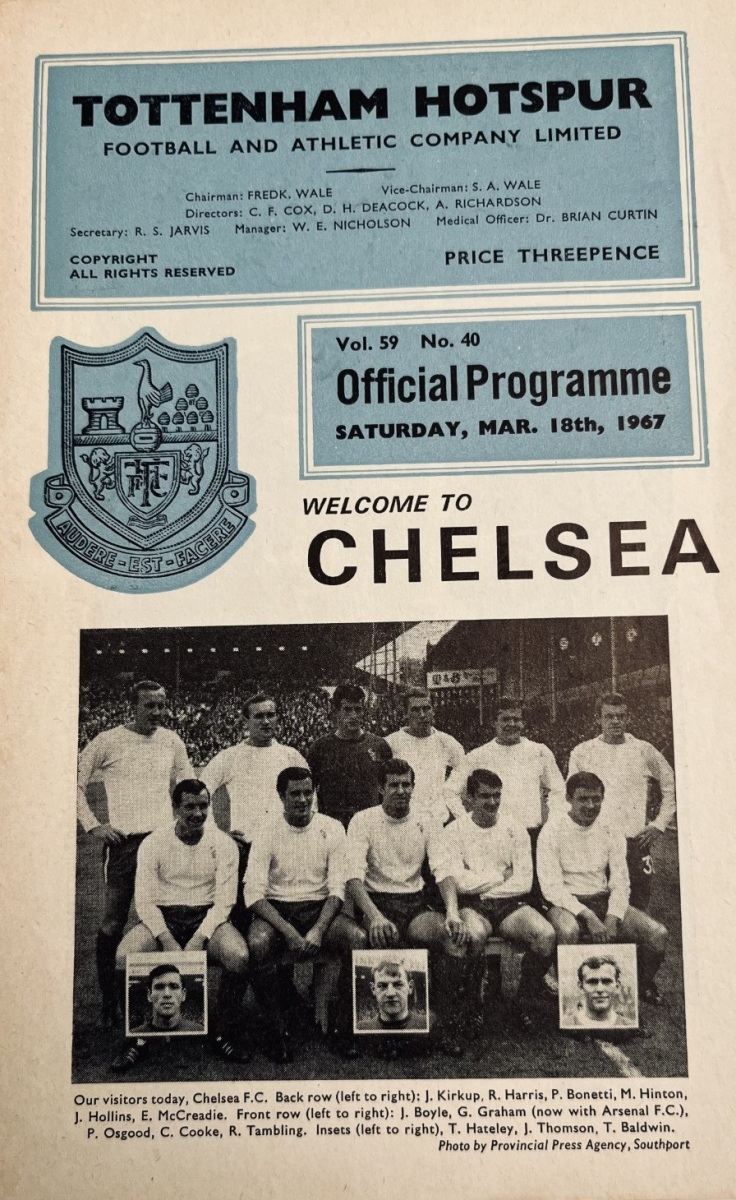 TOTTENHAM HOTSPUR
FOOTBALL AND ATHLETIC COMPANY LIMITED
Chairman: FREDK. WALE Vice-Chairman: S. A. WALE
Directors: C. F. COX, D. H. DEACOCK, A. RICHARDSON
Secretary: R. S. JARVIS Manager: W. E. NICHOLSON Medical Officer: Dr. BRIAN CURTIN
COPYRIGHT
ALL RIGHTS RESERVED
PRICE THREEPENCE
Vol. 59 No. 40
Official Programme
SATURDAY, MAR. 18th, 1967
AUDERE-EST-FACERE
WELCOME TO
CHELSEA
Our visitors today, Chelsea F.C. Back row (left to right): J. Kirkup, R. Harris, P. Bonetti, M. Hinton,
J. Hollins, E. McCreadie. Front row (left to right): J. Boyle, G. Graham (now with Arsenal F.C.),
P. Osgood, C. Cooke, R. Tambling. Insets (left to right), T. Hateley, J. Thomson, T. Baldwin.
Photo by Provincial Press Agency, Southport